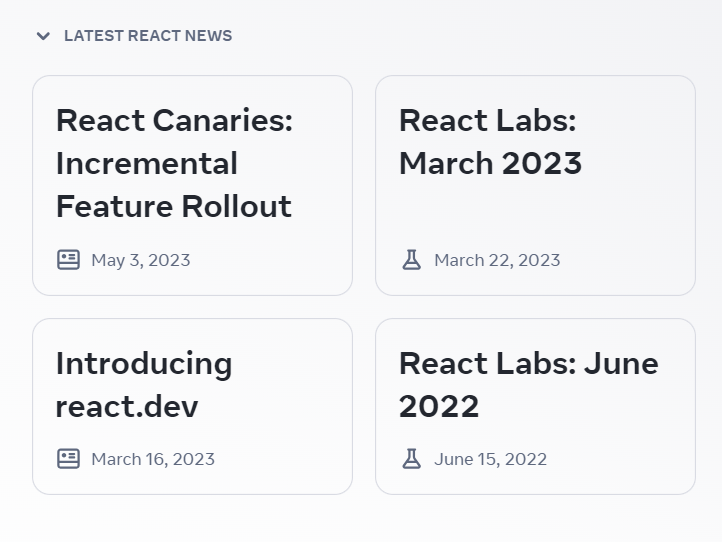 LATEST REACT NEWS
React Canaries:
Incremental
Feature Rollout
May 3, 2023
React Labs:
March 2023
March 22, 2023
Introducing
react.dev
March 16, 2023
React Labs: June
2022
June 15, 2022